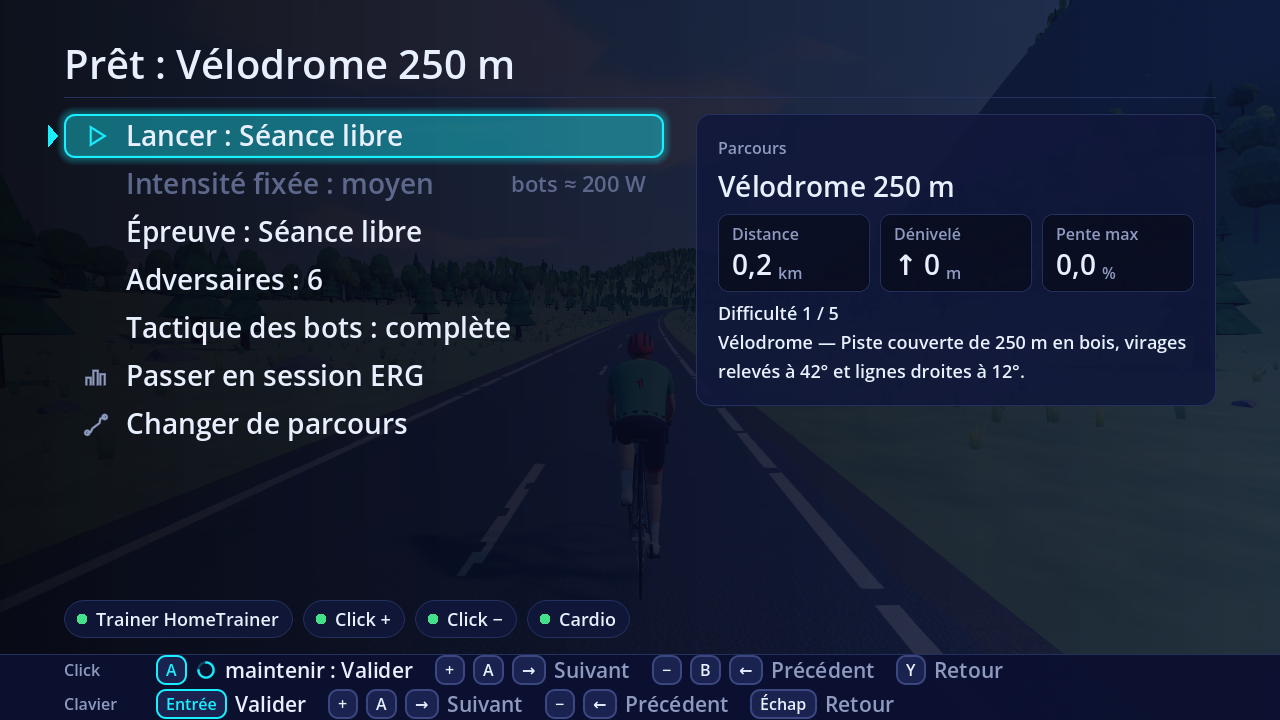 Prêt : Vélodrome 250 m
Lancer : Séance libre
Intensité fixée : moyen bots ≈ 200 W
Épreuve : Séance libre
Adversaires : 6
Tactique des bots : complète
Passer en session ERG
Changer de parcours
Parcours
Vélodrome 250 m
Distance Dénivelé Pente max
0,2 km ↑ 0 m 0,0 %
Difficulté 1 / 5
Vélodrome — Piste couverte de 250 m en bois, virages
relevés à 42° et lignes droites à 12°.
Trainer HomeTrainer Click + Click − Cardio
Click A maintenir : Valider + A → Suivant − B ← Précédent Y Retour
Clavier Entrée Valider + A → Suivant − ← Précédent Échap Retour